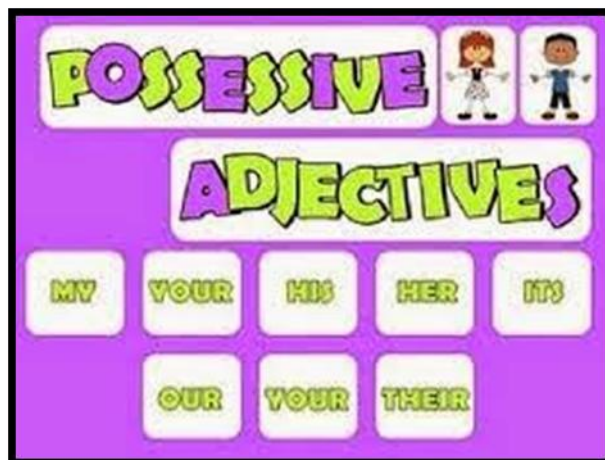 POSSESSIVE
ADJECTIVES
MY YOUR HIS HER ITS
OUR YOUR THEIR